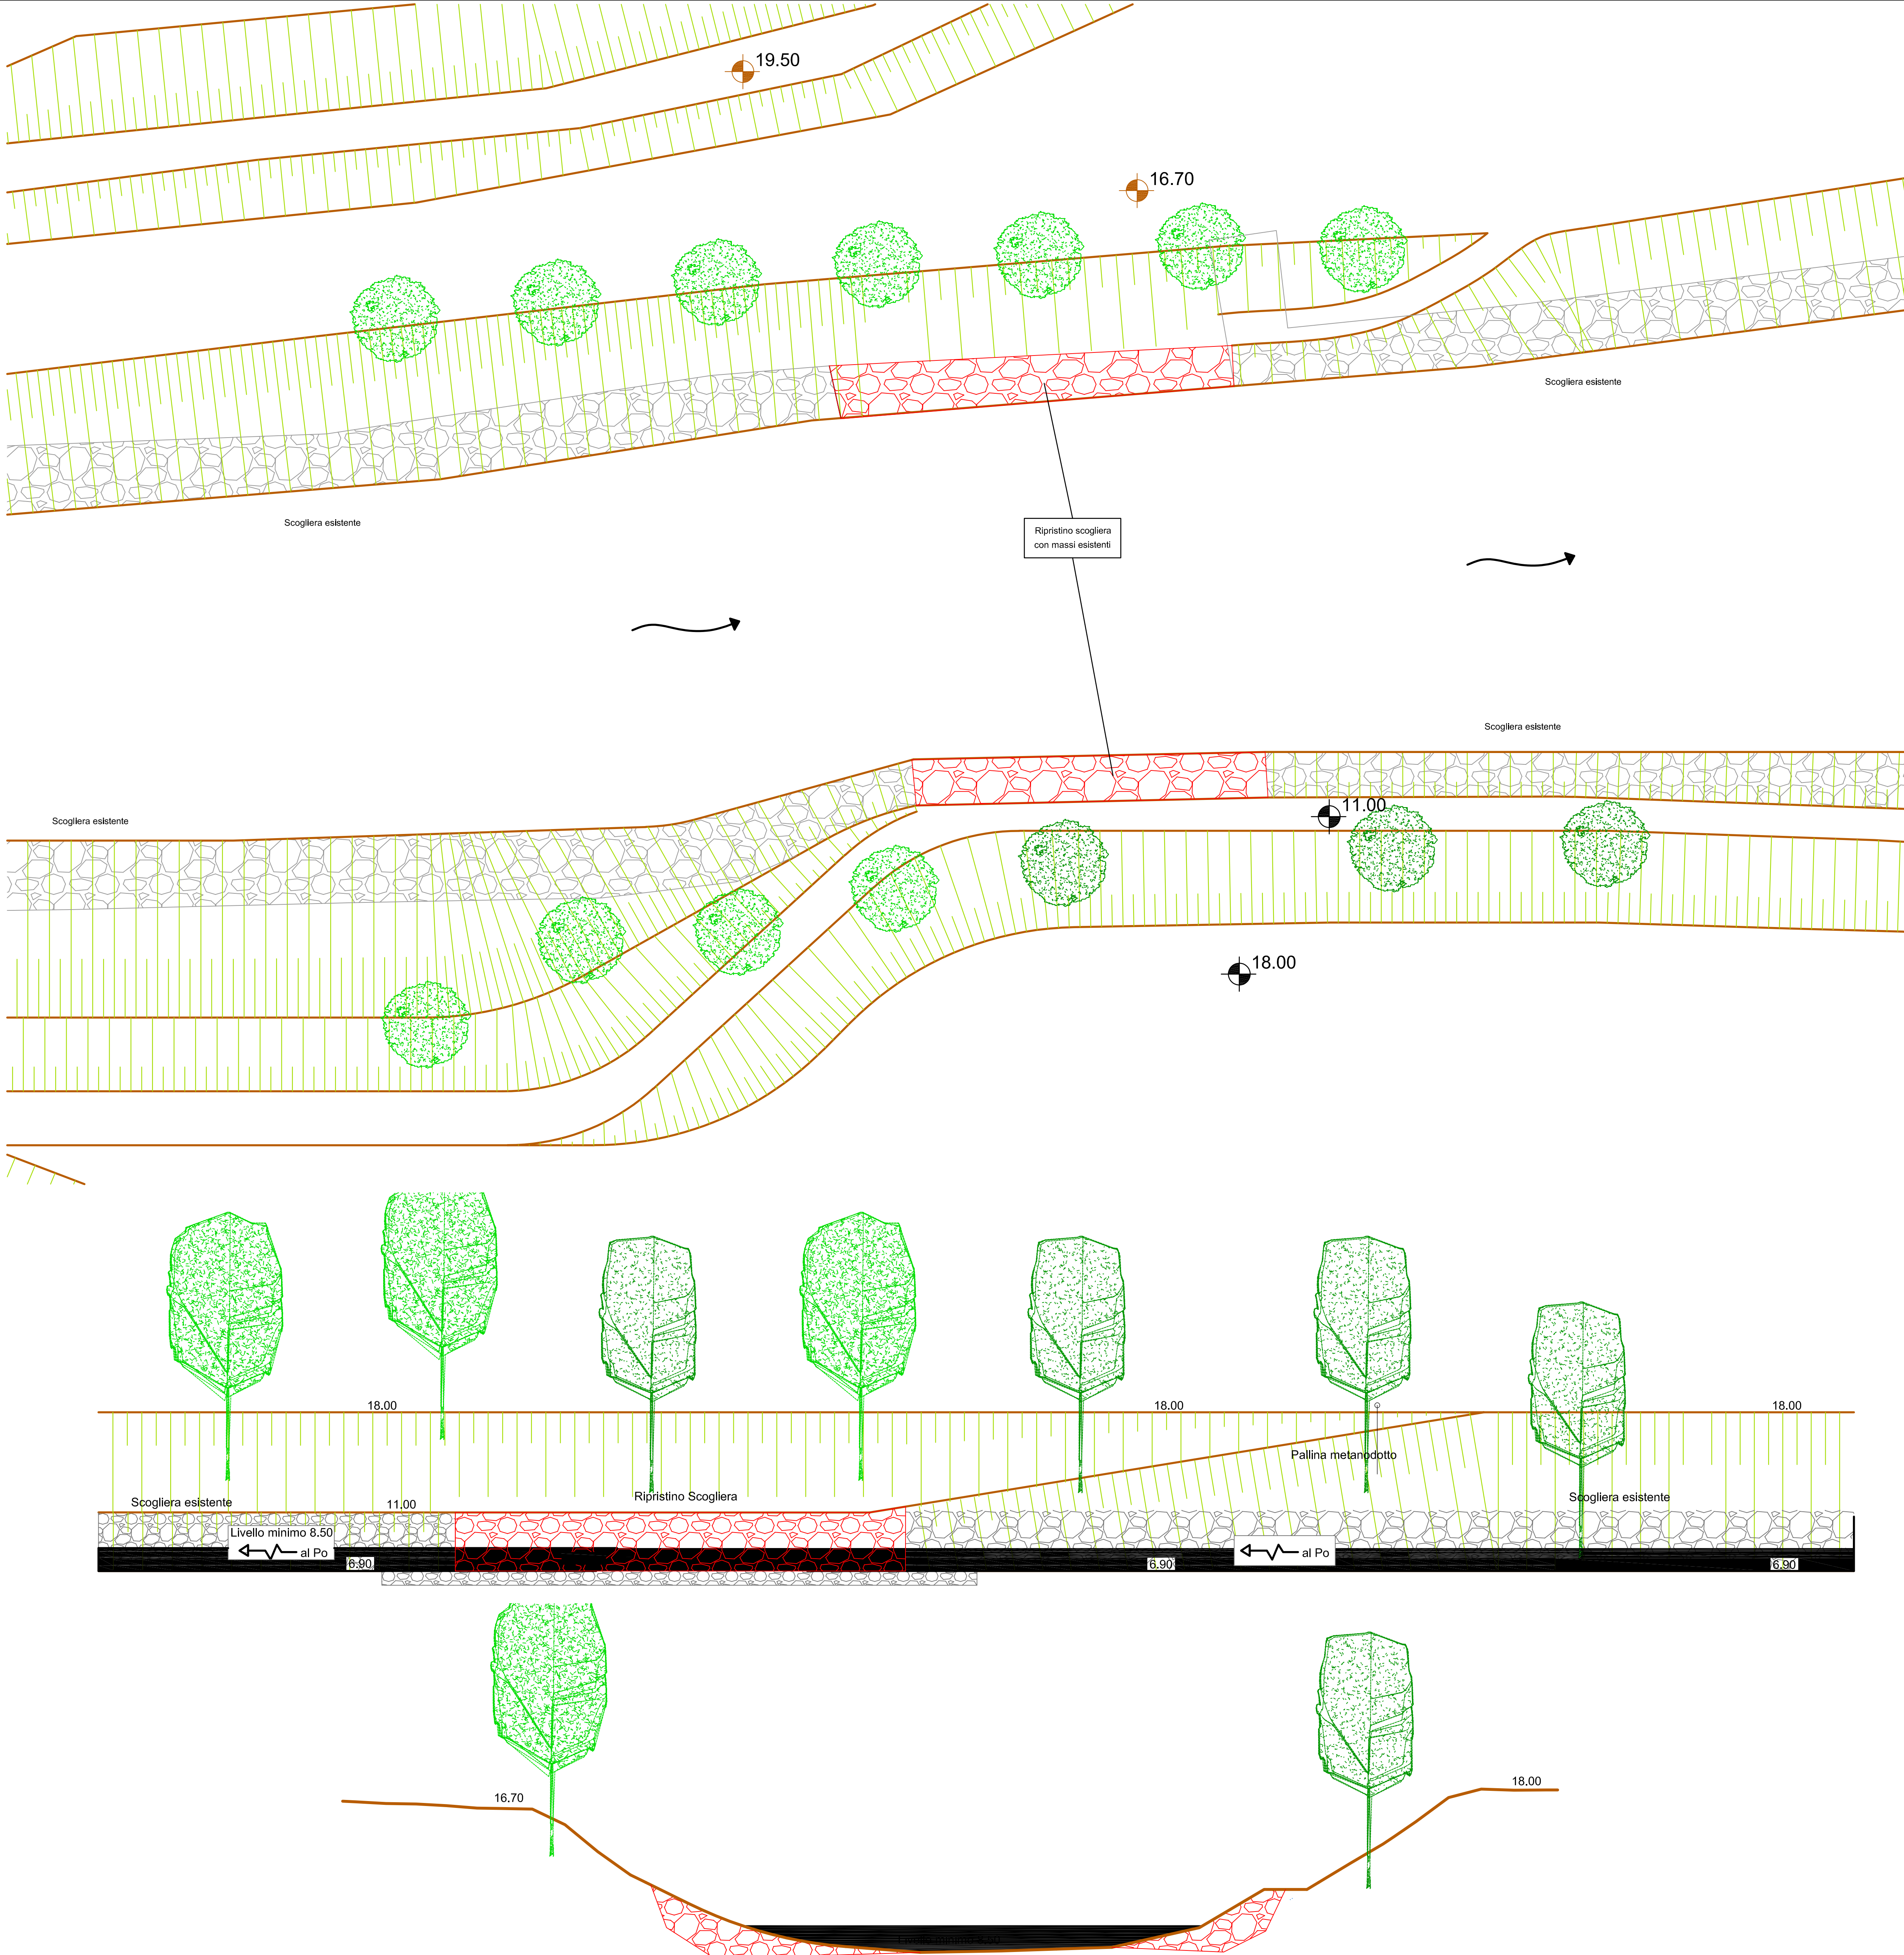 19.50
16.70
Scogliera esistente
Scogliera esistente
Ripristino scogliera
con massi esistenti
Scogliera esistente
11.00
Scogliera esistente
18.00
18.00
18.00
18.00
Pallina metanodotto
Scogliera esistente
11.00
Ripristino Scogliera
Scogliera esistente
Livello minimo 8.50
al Po
al Po
6.90
6.90
6.90
16.70
18.00